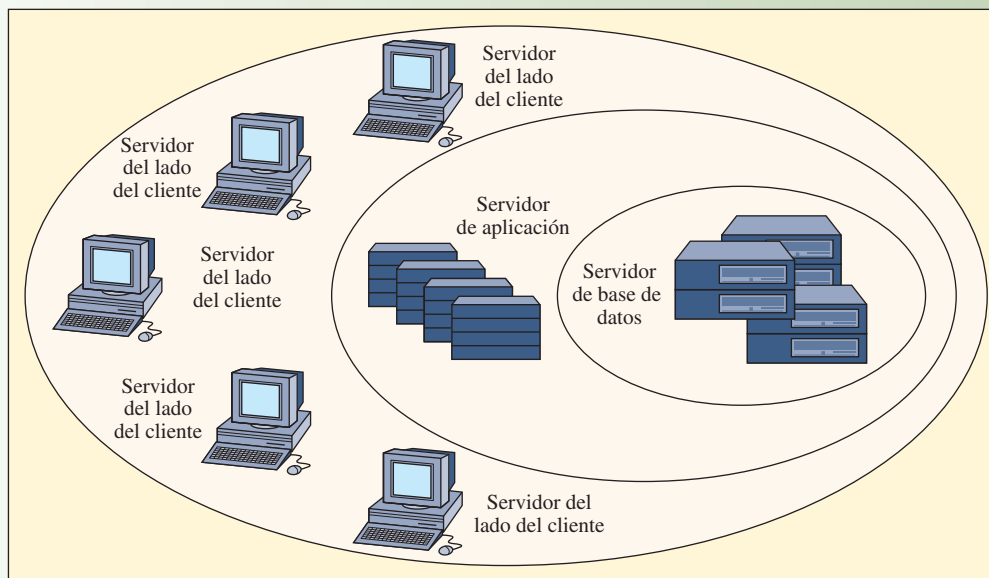 Servidor
del lado
del cliente
Servidor
del lado
del cliente
Servidor
de aplicación
Servidor
del lado
del cliente
Servidor
de base de
datos
Servidor
del lado
del cliente
Servidor del
lado del cliente